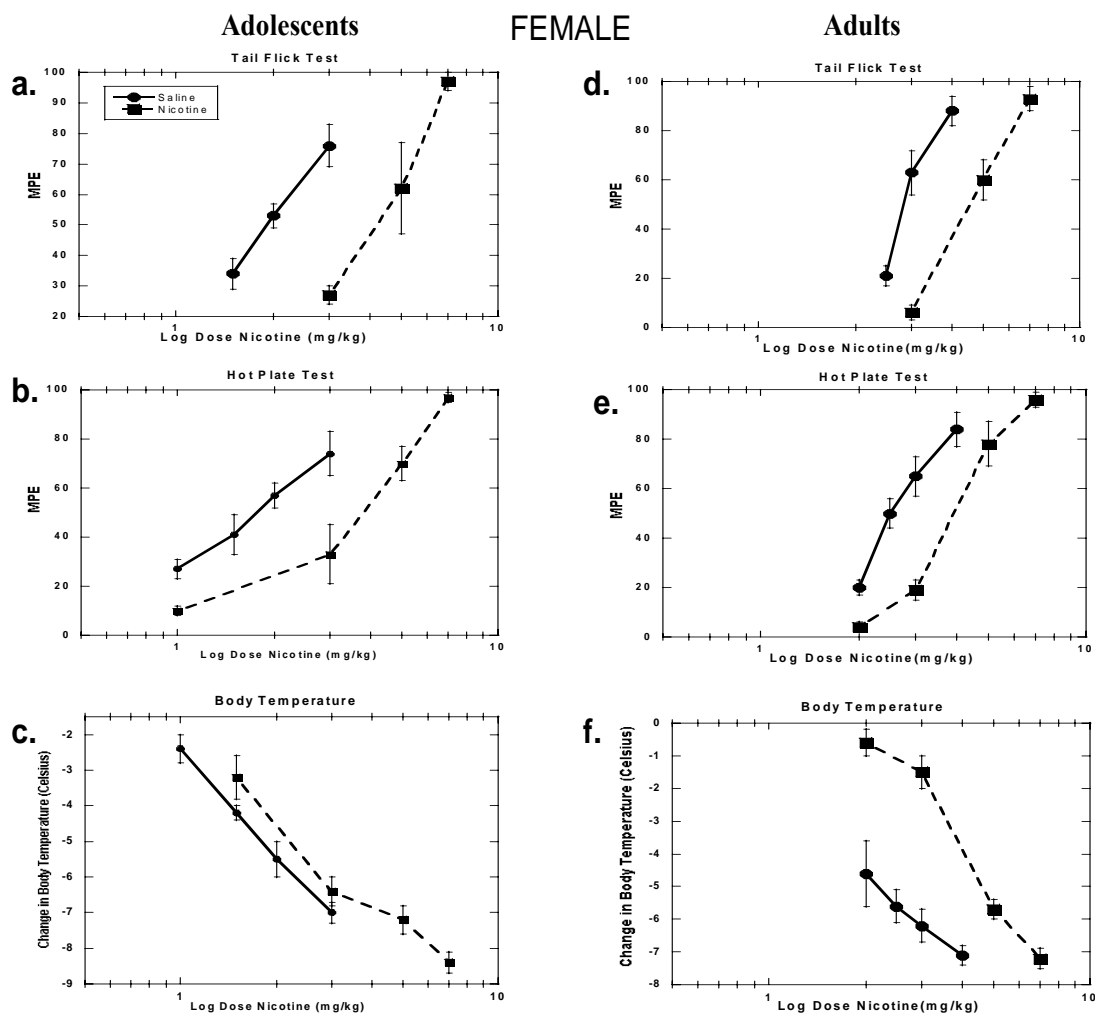 Adolescents FEMALE Adults
a.
Tail Flick Test
MPE
100
90
80
70
60
50
40
30
20
Saline
Nicotine
1 10
Log Dose Nicotine (mg/kg)
d.
Tail Flick Test
MPE
100
80
60
40
20
0
1 10
Log Dose Nicotine(mg/kg)
b.
Hot Plate Test
MPE
100
80
60
40
20
0
1 10
Log Dose Nicotine (mg/kg)
e.
Hot Plate Test
MPE
100
80
60
40
20
0
1 10
Log Dose Nicotine(mg/kg)
c.
Body Temperature
Change in Body Temperature (Celsius)
-2
-3
-4
-5
-6
-7
-8
-9
1 10
Log Dose Nicotine (mg/kg)
f.
Body Temperature
Change in Body Temperature (Celsius)
0
-1
-2
-3
-4
-5
-6
-7
-8
1 10
Log Dose Nicotine(mg/kg)